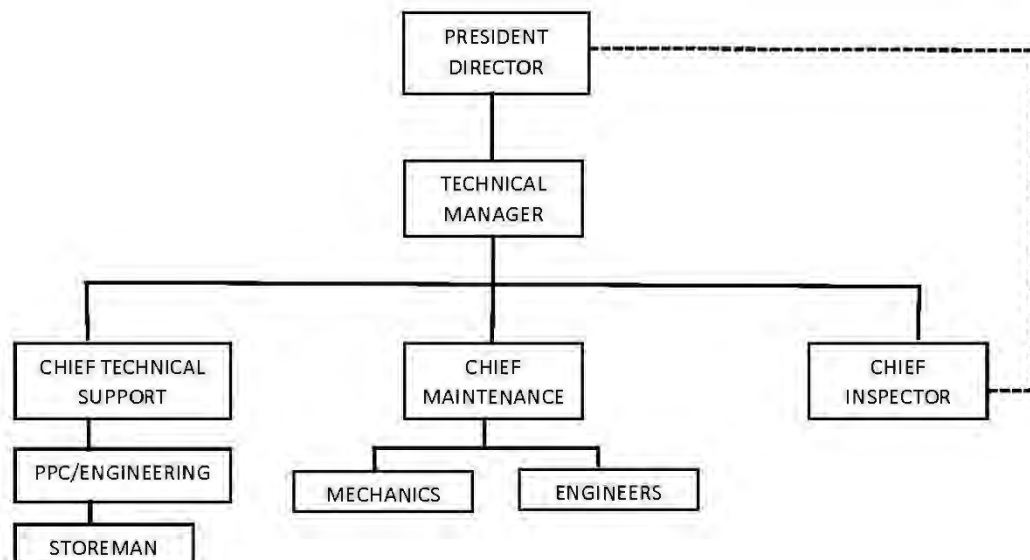 PRESIDENT
DIRECTOR
TECHNICAL
MANAGER
CHIEF TECHNICAL
SUPPORT
CHIEF
MAINTENANCE
CHIEF
INSPECTOR
PPC/ENGINEERING
MECHANICS
ENGINEERS
STOREMAN